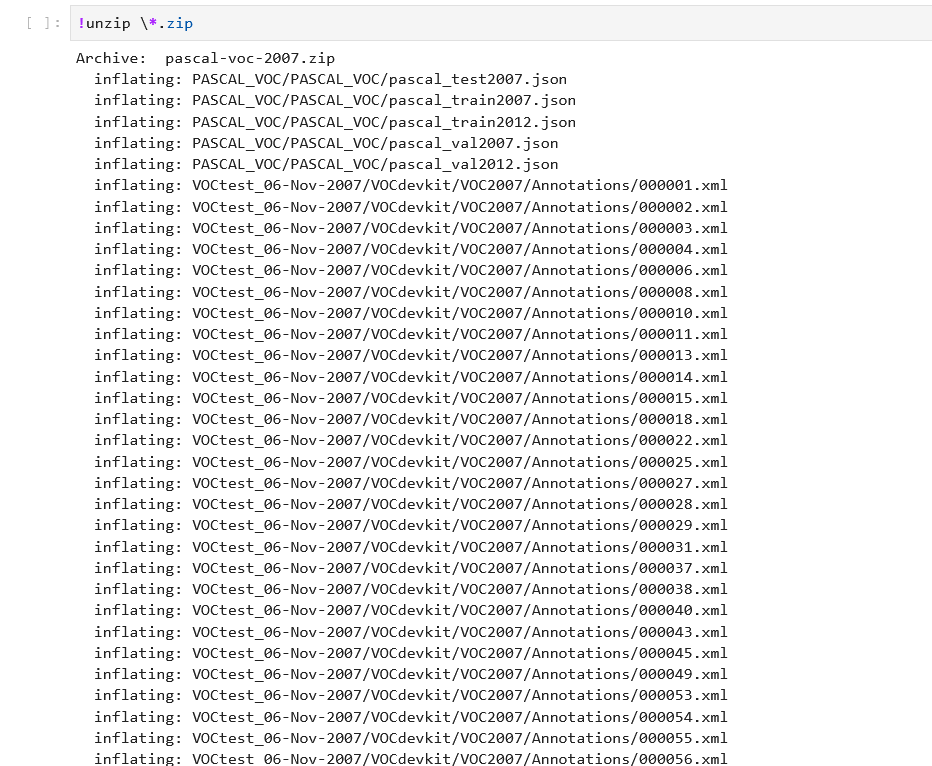 [ ]: !unzip \*.zip
Archive:  pascal-voc-2007.zip
  inflating: PASCAL_VOC/PASCAL_VOC/pascal_test2007.json
  inflating: PASCAL_VOC/PASCAL_VOC/pascal_train2007.json
  inflating: PASCAL_VOC/PASCAL_VOC/pascal_train2012.json
  inflating: PASCAL_VOC/PASCAL_VOC/pascal_val2007.json
  inflating: PASCAL_VOC/PASCAL_VOC/pascal_val2012.json
  inflating: VOCtest_06-Nov-2007/VOCdevkit/VOC2007/Annotations/000001.xml
  inflating: VOCtest_06-Nov-2007/VOCdevkit/VOC2007/Annotations/000002.xml
  inflating: VOCtest_06-Nov-2007/VOCdevkit/VOC2007/Annotations/000003.xml
  inflating: VOCtest_06-Nov-2007/VOCdevkit/VOC2007/Annotations/000004.xml
  inflating: VOCtest_06-Nov-2007/VOCdevkit/VOC2007/Annotations/000006.xml
  inflating: VOCtest_06-Nov-2007/VOCdevkit/VOC2007/Annotations/000008.xml
  inflating: VOCtest_06-Nov-2007/VOCdevkit/VOC2007/Annotations/000010.xml
  inflating: VOCtest_06-Nov-2007/VOCdevkit/VOC2007/Annotations/000011.xml
  inflating: VOCtest_06-Nov-2007/VOCdevkit/VOC2007/Annotations/000013.xml
  inflating: VOCtest_06-Nov-2007/VOCdevkit/VOC2007/Annotations/000014.xml
  inflating: VOCtest_06-Nov-2007/VOCdevkit/VOC2007/Annotations/000015.xml
  inflating: VOCtest_06-Nov-2007/VOCdevkit/VOC2007/Annotations/000018.xml
  inflating: VOCtest_06-Nov-2007/VOCdevkit/VOC2007/Annotations/000022.xml
  inflating: VOCtest_06-Nov-2007/VOCdevkit/VOC2007/Annotations/000025.xml
  inflating: VOCtest_06-Nov-2007/VOCdevkit/VOC2007/Annotations/000027.xml
  inflating: VOCtest_06-Nov-2007/VOCdevkit/VOC2007/Annotations/000028.xml
  inflating: VOCtest_06-Nov-2007/VOCdevkit/VOC2007/Annotations/000029.xml
  inflating: VOCtest_06-Nov-2007/VOCdevkit/VOC2007/Annotations/000031.xml
  inflating: VOCtest_06-Nov-2007/VOCdevkit/VOC2007/Annotations/000037.xml
  inflating: VOCtest_06-Nov-2007/VOCdevkit/VOC2007/Annotations/000038.xml
  inflating: VOCtest_06-Nov-2007/VOCdevkit/VOC2007/Annotations/000040.xml
  inflating: VOCtest_06-Nov-2007/VOCdevkit/VOC2007/Annotations/000043.xml
  inflating: VOCtest_06-Nov-2007/VOCdevkit/VOC2007/Annotations/000045.xml
  inflating: VOCtest_06-Nov-2007/VOCdevkit/VOC2007/Annotations/000049.xml
  inflating: VOCtest_06-Nov-2007/VOCdevkit/VOC2007/Annotations/000053.xml
  inflating: VOCtest_06-Nov-2007/VOCdevkit/VOC2007/Annotations/000054.xml
  inflating: VOCtest_06-Nov-2007/VOCdevkit/VOC2007/Annotations/000055.xml
  inflating: VOCtest_06-Nov-2007/VOCdevkit/VOC2007/Annotations/000056.xml